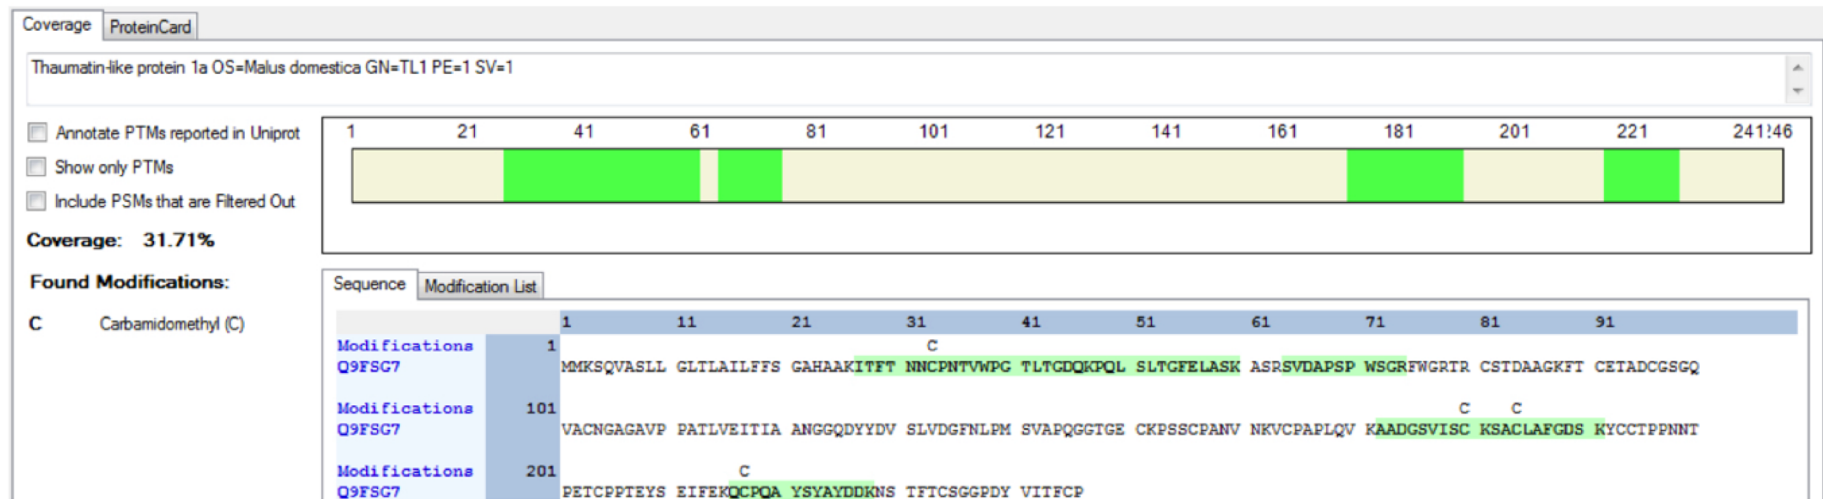 Coverage ProteinCard
Thaumatin-like protein 1a OS=Malus domestica GN=TL1 PE=1 SV=1
Annotate PTMs reported in Uniprot
Show only PTMs
Include PSMs that are Filtered Out
Coverage: 31.71%
Found Modifications:
C Carbamidomethyl (C)
1 21 41 61 81 101 121 141 161 181 201 221 241 246
Sequence Modification List
1 11 21 31 41 51 61 71 81 91
Modifications 1 C
Q9FSG7 MMKSQVASLL GLTLAILFFS GAHAAKITFT NNCPNTVWPG TLTGDQKPQL SLTGFELASK ASRSVDAPSP WSGRFWGRTR CSTDAAGKFT CETADCGSGQ
Modifications 101 C C
Q9FSG7 VACNGAGAVP PATLVEITIA ANGGQDYYDV SLVDGFNLPM SVAPQGGTGE CKPSSCPANV NKVCPAPLQV KAADGSVISC KSACLAFGDS KYCCTPPNNT
Modifications 201 C
Q9FSG7 PETCPPTEYS EIFEKQCPQA YSYAYDDKNS TFTCSGGPDY VITFCP